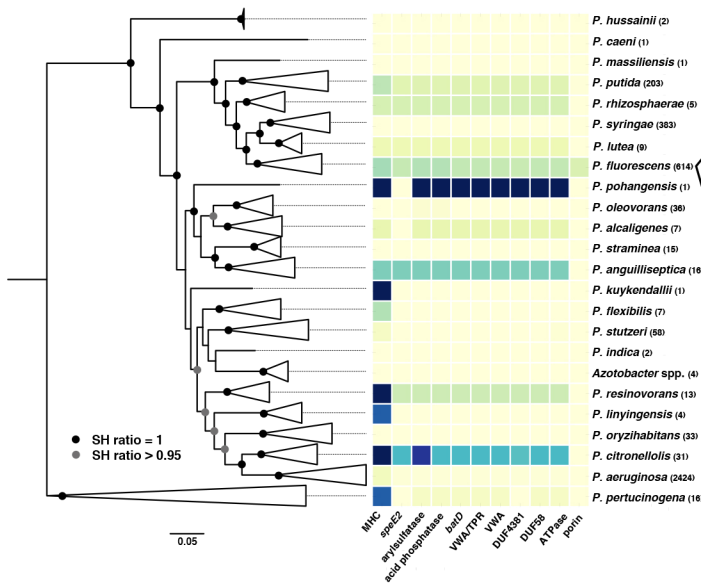 P. hussainii (2)
P. caeni (1)
P. massiliensis (1)
P. putida (203)
P. rhizosphaerae (5)
P. syringae (383)
P. lutea (9)
P. fluorescens (614)
P. pohangensis (1)
P. oleovorans (36)
P. alcaligenes (7)
P. straminea (15)
P. anguilliseptica (16
P. kuykendallii (1)
P. flexibilis (7)
P. stutzeri (58)
P. indica (2)
Azotobacter spp. (4)
P. resinovorans (13)
P. linyingensis (4)
P. oryzihabitans (33)
P. citronellolis (31)
P. aeruginosa (2424)
P. pertucinogena (16
SH ratio = 1
SH ratio > 0.95
0.05
MHC
speE2
arylsulfatase
acid phosphatase
batD
VWA/TPR
VWA
DUF4381
DUF58
ATPase
porin